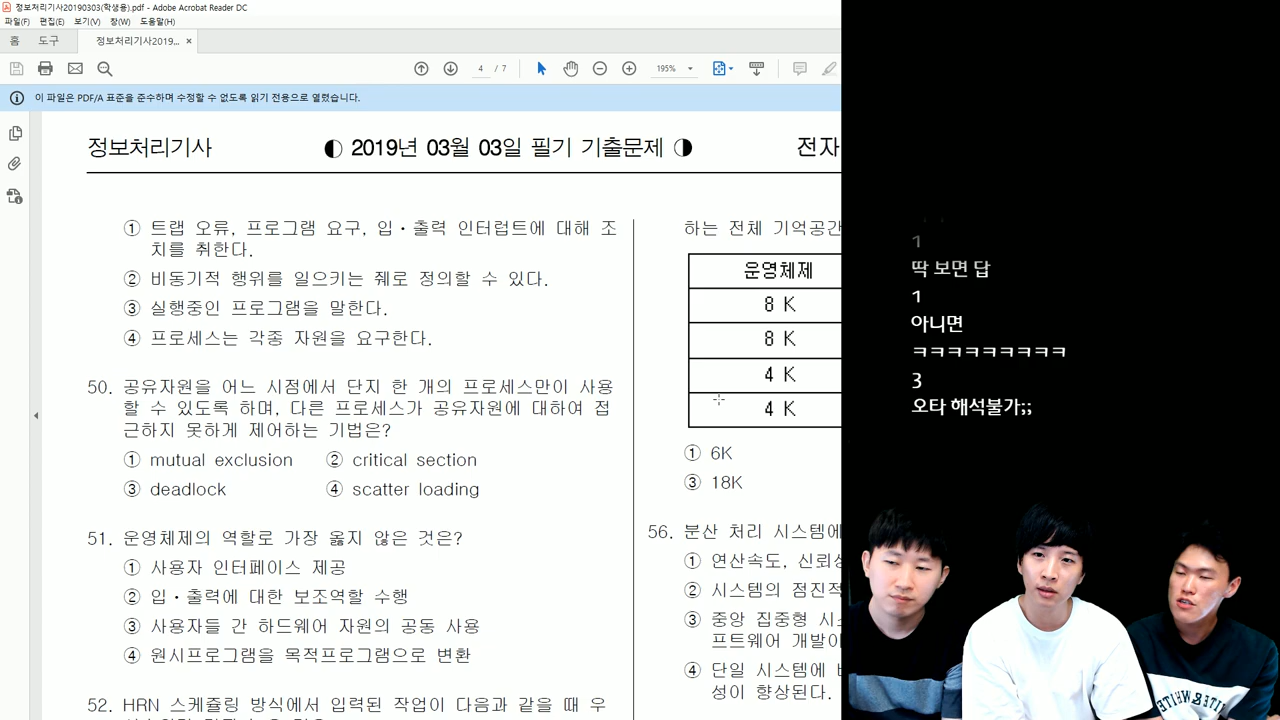 정보처리기사20190303(학생용).pdf - Adobe Acrobat Reader DC
파일(F) 편집(E) 보기(V) 창(W) 도움말(H)
홈 도구 정보처리기사2019... ×
4 / 7 195%
이 파일은 PDF/A 표준을 준수하며 수정할 수 없도록 읽기 전용으로 열렸습니다.
정보처리기사 ◐ 2019년 03월 03일 필기 기출문제 ◑ 전자
① 트랩 오류, 프로그램 요구, 입·출력 인터럽트에 대해 조
치를 취한다.
② 비동기적 행위를 일으키는 줴로 정의할 수 있다.
③ 실행중인 프로그램을 말한다.
④ 프로세스는 각종 자원을 요구한다.
50. 공유자원을 어느 시점에서 단지 한 개의 프로세스만이 사용
할 수 있도록 하며, 다른 프로세스가 공유자원에 대하여 접
근하지 못하게 제어하는 기법은?
① mutual exclusion ② critical section
③ deadlock ④ scatter loading
51. 운영체제의 역할로 가장 옳지 않은 것은?
① 사용자 인터페이스 제공
② 입·출력에 대한 보조역할 수행
③ 사용자들 간 하드웨어 자원의 공동 사용
④ 원시프로그램을 목적프로그램으로 변환
52. HRN 스케쥴링 방식에서 입력된 작업이 다음과 같을 때 우
하는 전체 기억공간
운영체제
8 K
8 K
4 K
4 K
① 6K
③ 18K
56. 분산 처리 시스템에
① 연산속도, 신뢰성
② 시스템의 점진적
③ 중앙 집중형 시스
프트웨어 개발이
④ 단일 시스템에 비
성이 향상된다.
1
딱 보면 답
1
아니면
ㅋㅋㅋㅋㅋㅋㅋㅋㅋ
3
오타 해석불가;;